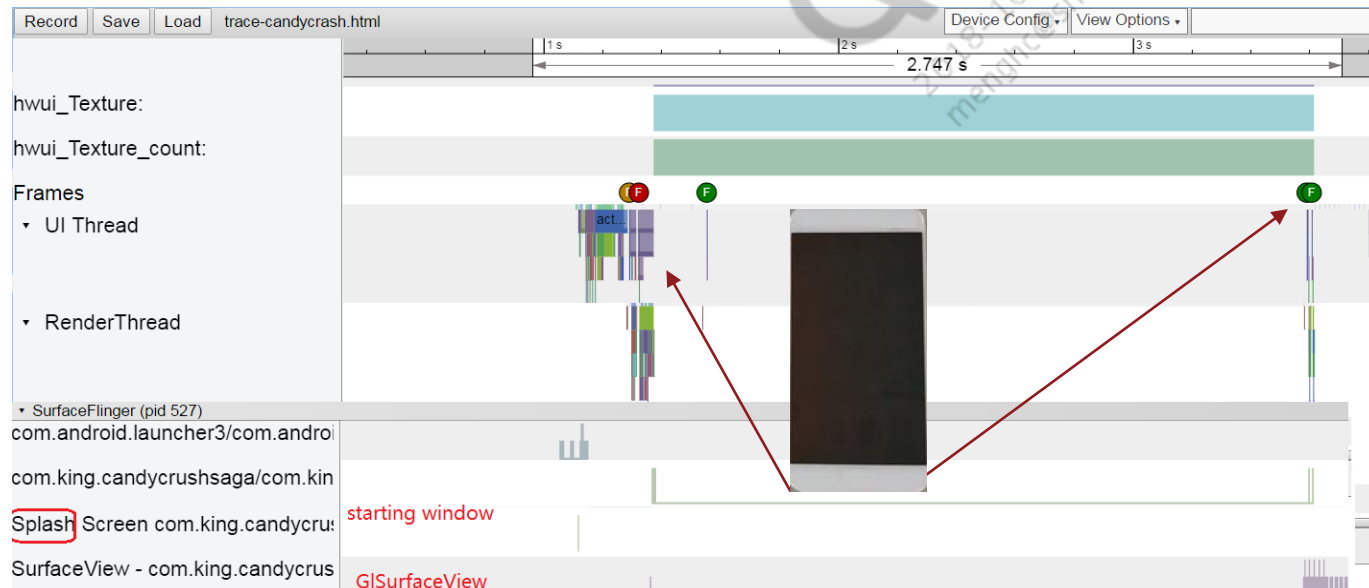 Record Save Load trace-candycrash.html Device Config View Options
1 s 2 s 3 s
2.747 s
hwui_Texture:
hwui_Texture_count:
Frames
F F F
UI Thread
act...
RenderThread
SurfaceFlinger (pid 527)
com.android.launcher3/com.androi
com.king.candycrushsaga/com.kin
Splash Screen com.king.candycrus
starting window
SurfaceView - com.king.candycrus
GlSurfaceView